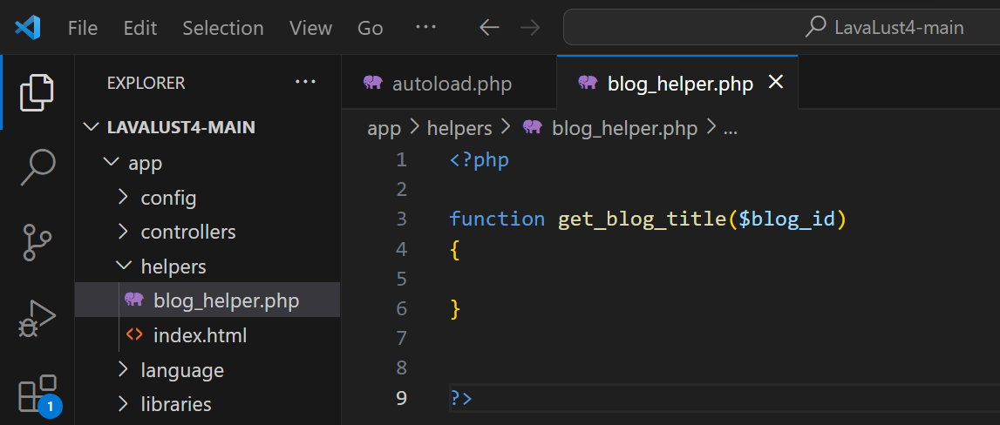 File Edit Selection View Go ... LavaLust4-main
EXPLORER ...
LAVALUST4-MAIN
app
config
controllers
helpers
blog_helper.php
<> index.html
language
libraries
1
autoload.php blog_helper.php ×
app > helpers > blog_helper.php > ...
1 <?php
2
3 function get_blog_title($blog_id)
4 {
5
6 }
7
8
9 ?>